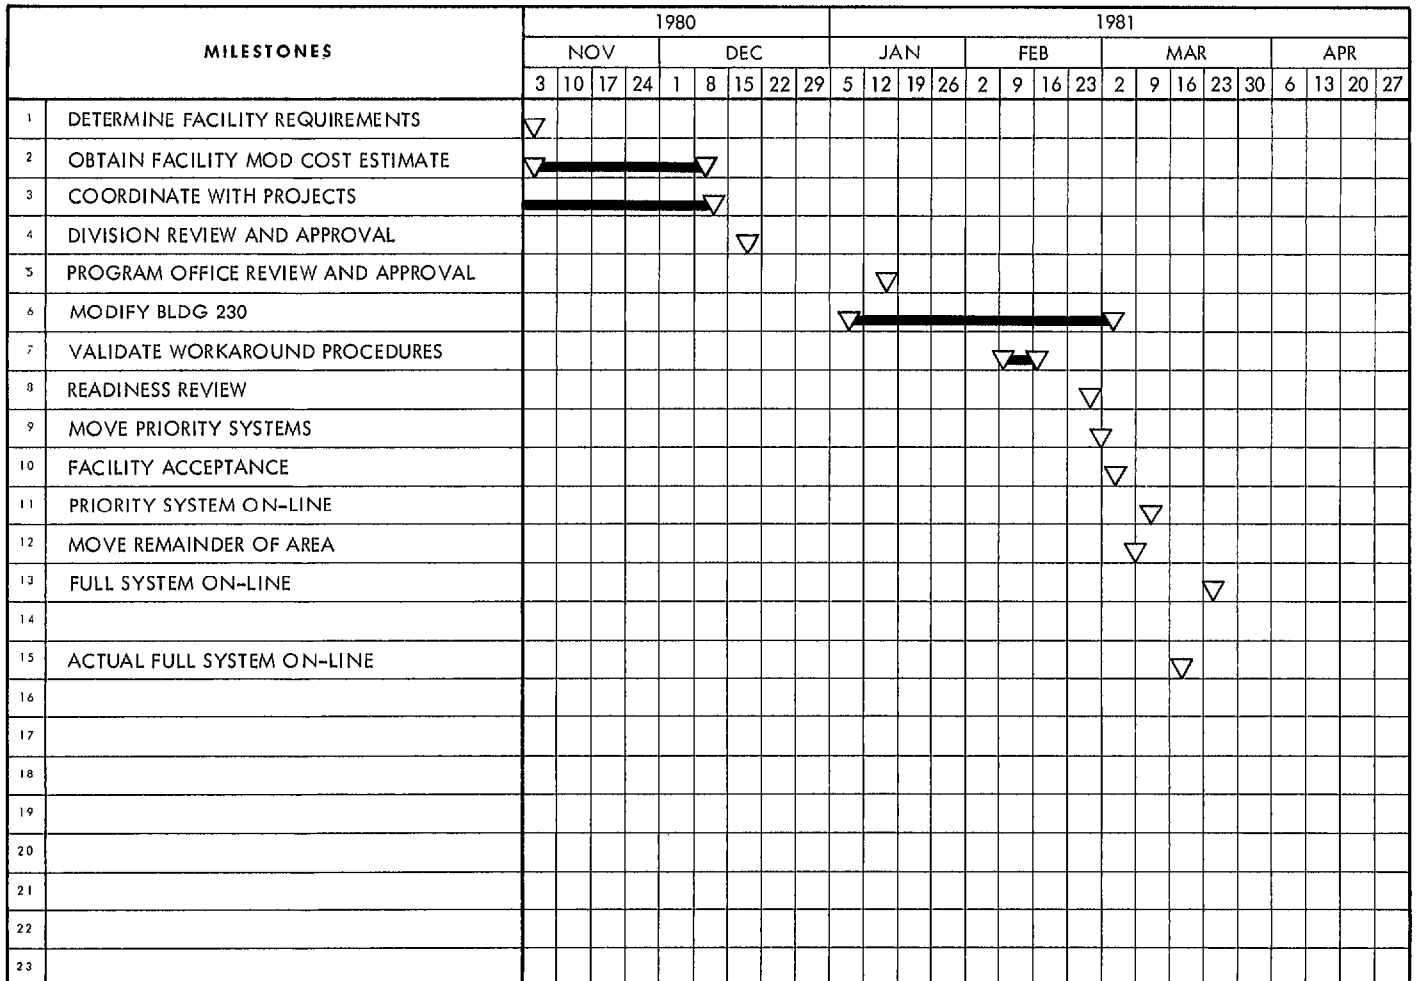 1980 1981
MILESTONES
NOV DEC JAN FEB MAR APR
3 10 17 24 1 8 15 22 29 5 12 19 26 2 9 16 23 2 9 16 23 30 6 13 20 27
1 DETERMINE FACILITY REQUIREMENTS
2 OBTAIN FACILITY MOD COST ESTIMATE
3 COORDINATE WITH PROJECTS
4 DIVISION REVIEW AND APPROVAL
5 PROGRAM OFFICE REVIEW AND APPROVAL
6 MODIFY BLDG 230
7 VALIDATE WORKAROUND PROCEDURES
8 READINESS REVIEW
9 MOVE PRIORITY SYSTEMS
10 FACILITY ACCEPTANCE
11 PRIORITY SYSTEM ON-LINE
12 MOVE REMAINDER OF AREA
13 FULL SYSTEM ON-LINE
14
15 ACTUAL FULL SYSTEM ON-LINE
16
17
18
19
20
21
22
23